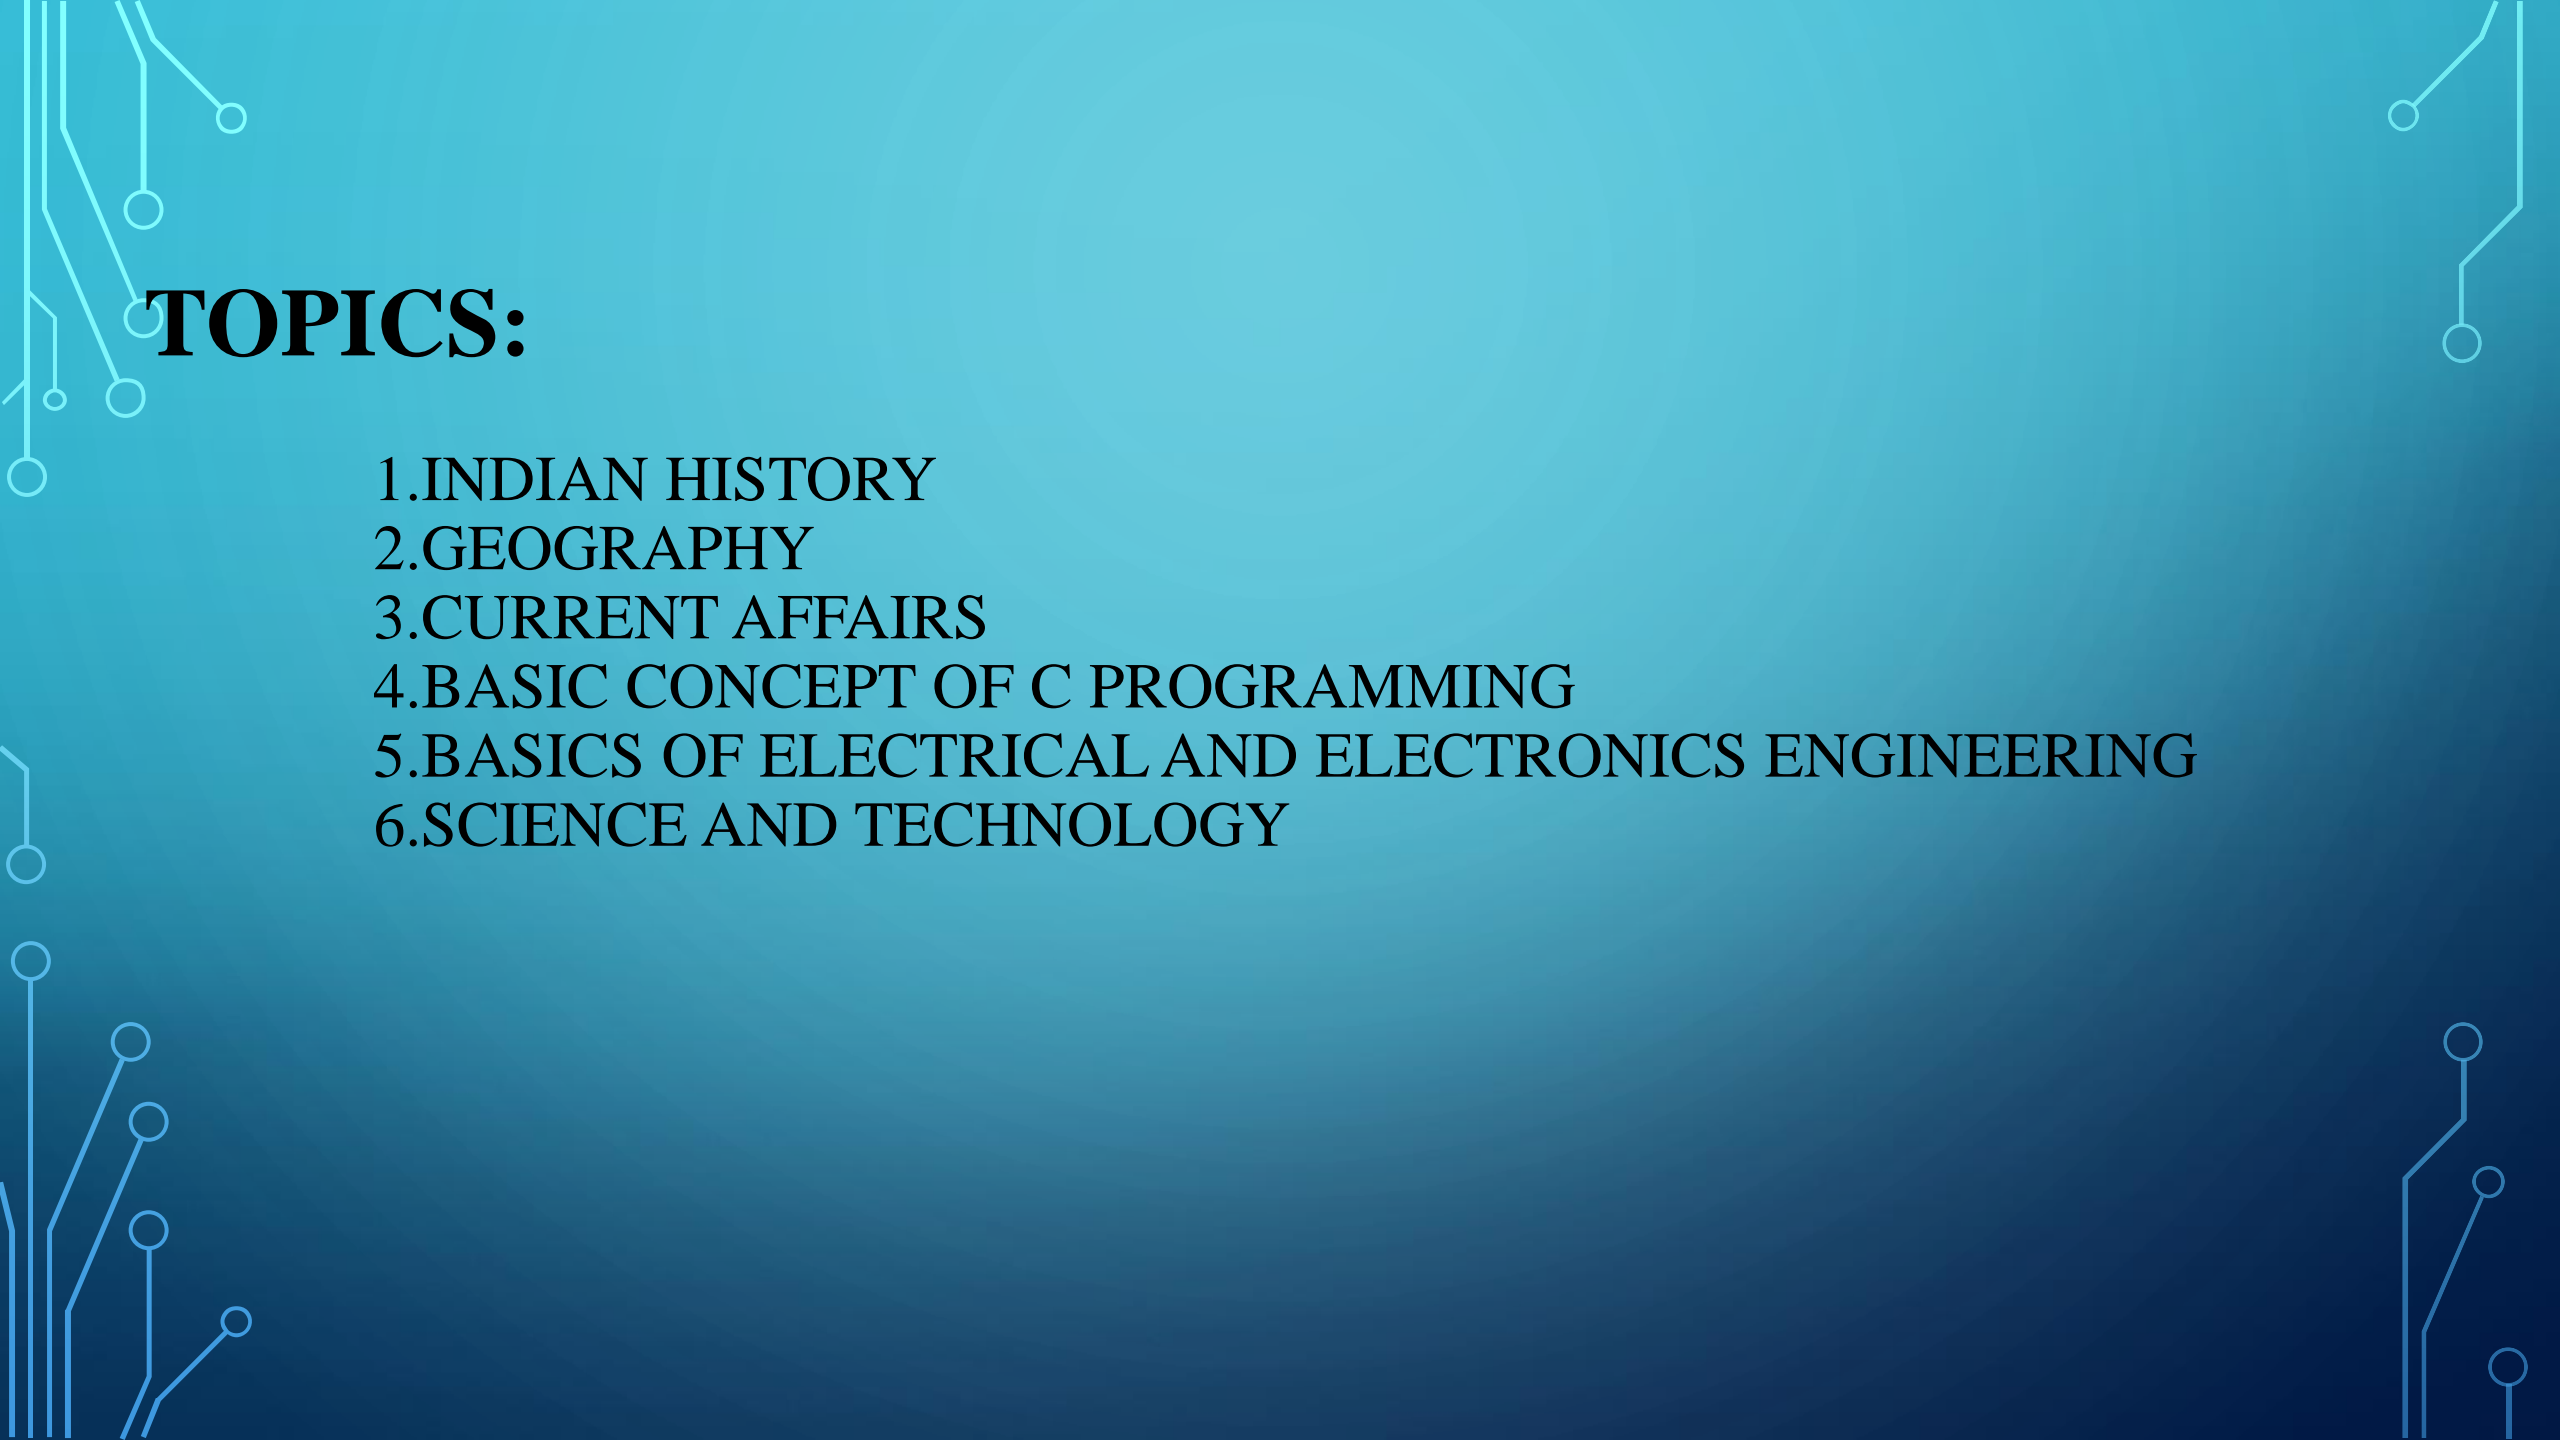 TOPICS:
1.INDIAN HISTORY
2.GEOGRAPHY
3.CURRENT AFFAIRS
4.BASIC CONCEPT OF C PROGRAMMING
5.BASICS OF ELECTRICAL AND ELECTRONICS ENGINEERING
6.SCIENCE AND TECHNOLOGY